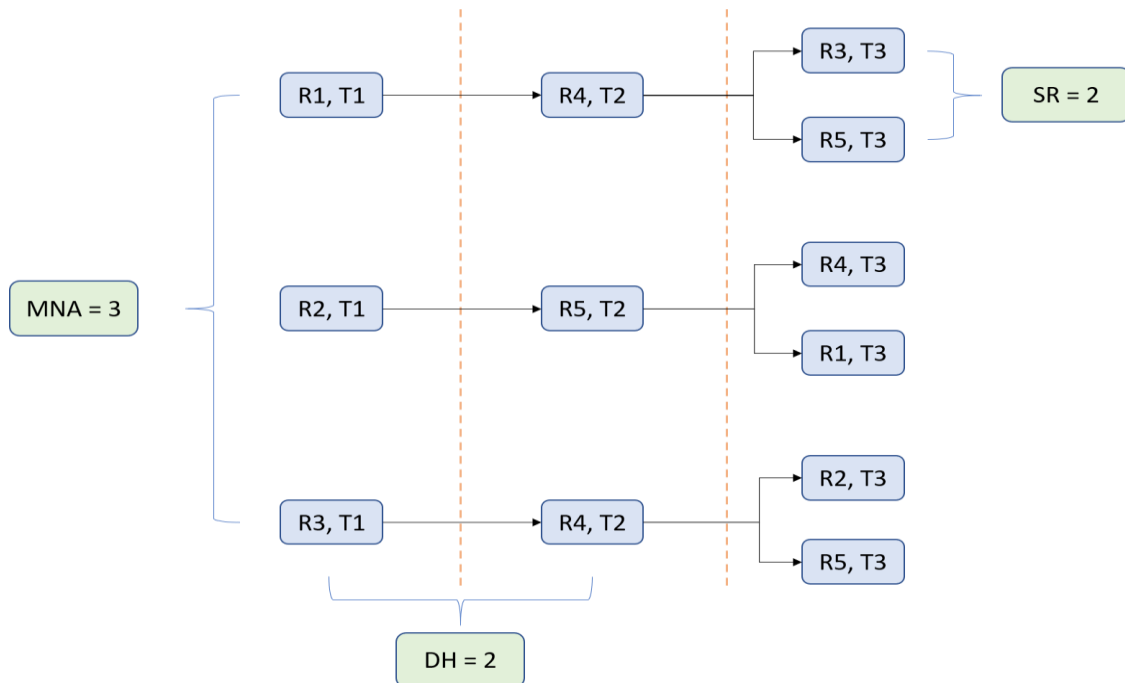 R3, T3
R1, T1
R4, T2
SR = 2
R5, T3
R4, T3
MNA = 3
R2, T1
R5, T2
R1, T3
R2, T3
R3, T1
R4, T2
R5, T3
DH = 2